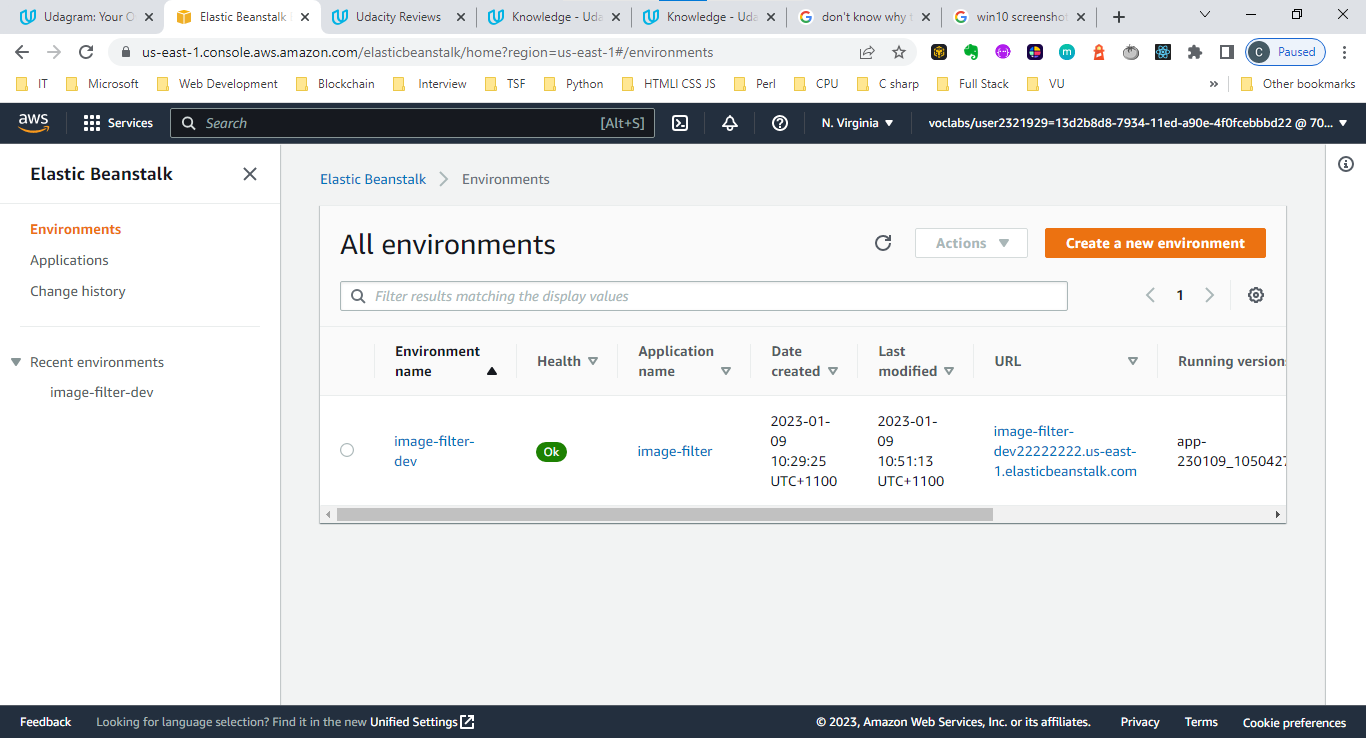 Udagram: Your O
Elastic Beanstalk
Udacity Reviews
Knowledge - Uda
Knowledge - Uda
don't know why t
win10 screenshot
us-east-1.console.aws.amazon.com/elasticbeanstalk/home?region=us-east-1#/environments
C Paused
IT
Microsoft
Web Development
Blockchain
Interview
TSF
Python
HTMLI CSS JS
Perl
CPU
C sharp
Full Stack
VU
»
Other bookmarks
aws
Services
Search
[Alt+S]
N. Virginia
voclabs/user2321929=13d2b8d8-7934-11ed-a90e-4f0fcebbbd22 @ 70...
Elastic Beanstalk
Environments
Applications
Change history
Recent environments
image-filter-dev
Elastic Beanstalk
Environments
All environments
Actions
Create a new environment
Filter results matching the display values
1
Environment
name
Health
Application
name
Date
created
Last
modified
URL
Running versions
image-filter-
dev
Ok
image-filter
2023-01-
09
10:29:25
UTC+1100
2023-01-
09
10:51:13
UTC+1100
image-filter-
dev22222222.us-east-
1.elasticbeanstalk.com
app-
230109_1050427
Feedback
Looking for language selection? Find it in the new Unified Settings
© 2023, Amazon Web Services, Inc. or its affiliates.
Privacy
Terms
Cookie preferences